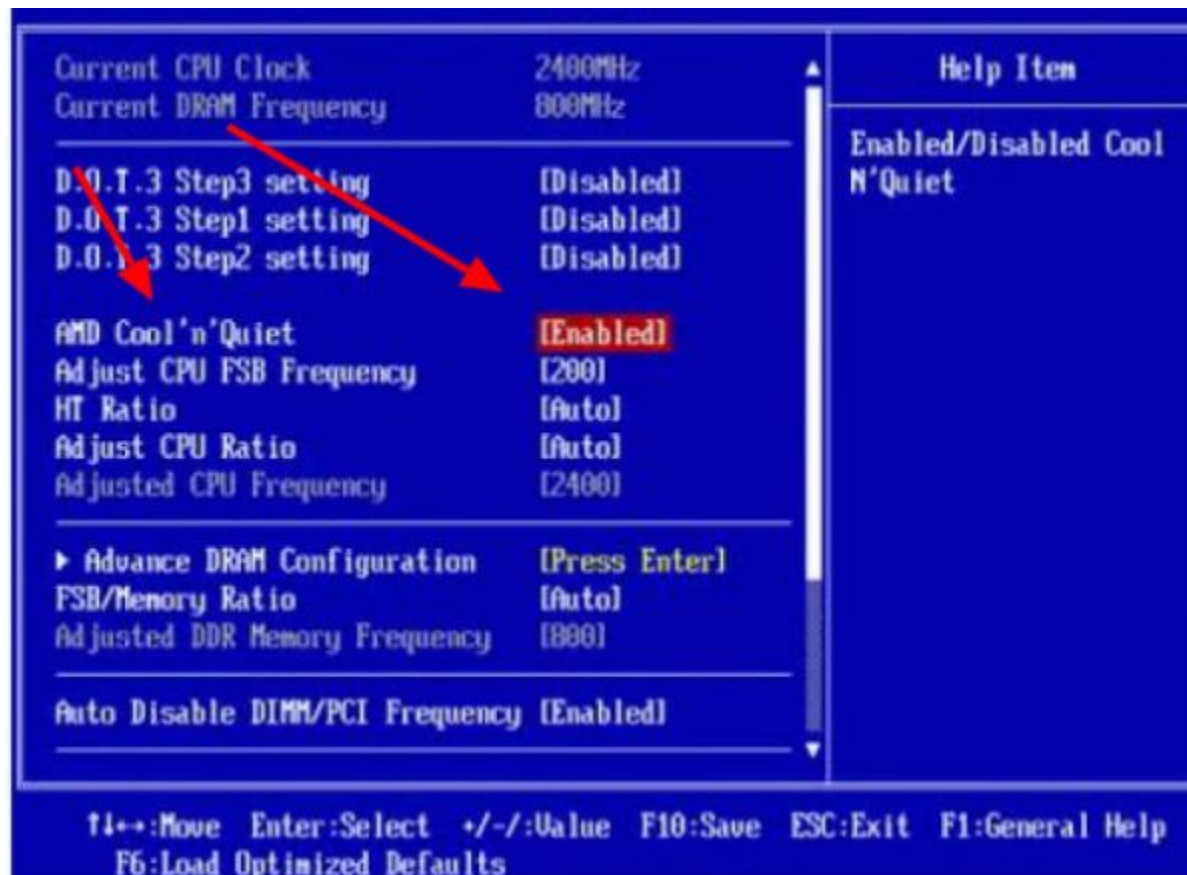 Current CPU Clock 2400MHz
Current DRAM Frequency 800MHz
D.O.T.3 Step3 setting [Disabled]
D.O.T.3 Step1 setting [Disabled]
D.O.T.3 Step2 setting [Disabled]
AMD Cool'n'Quiet [Enabled]
Adjust CPU FSB Frequency [200]
HT Ratio [Auto]
Adjust CPU Ratio [Auto]
Adjusted CPU Frequency [2400]
▶ Advance DRAM Configuration [Press Enter]
FSB/Memory Ratio [Auto]
Adjusted DDR Memory Frequency [800]
Auto Disable DIMM/PCI Frequency [Enabled]
Help Item
Enabled/Disabled Cool
N'Quiet
↑↓←→:Move Enter:Select +/-/:Value F10:Save ESC:Exit F1:General Help
F6:Load Optimized Defaults